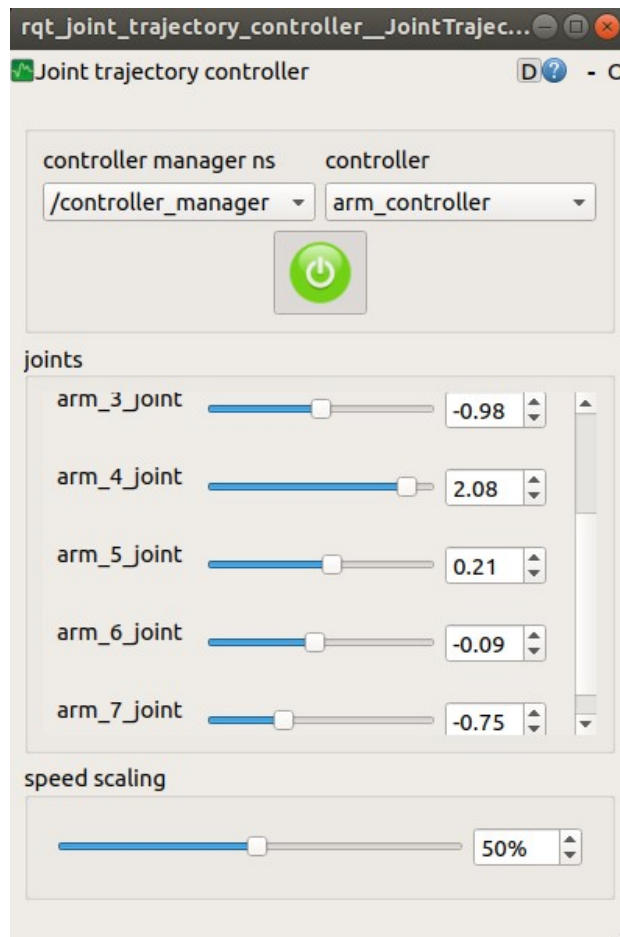 rqt_joint_trajectory_controller__JointTrajec...
Joint trajectory controller D ? - O
controller manager ns controller
/controller_manager arm_controller
joints
arm_3_joint -0.98
arm_4_joint 2.08
arm_5_joint 0.21
arm_6_joint -0.09
arm_7_joint -0.75
speed scaling
50%